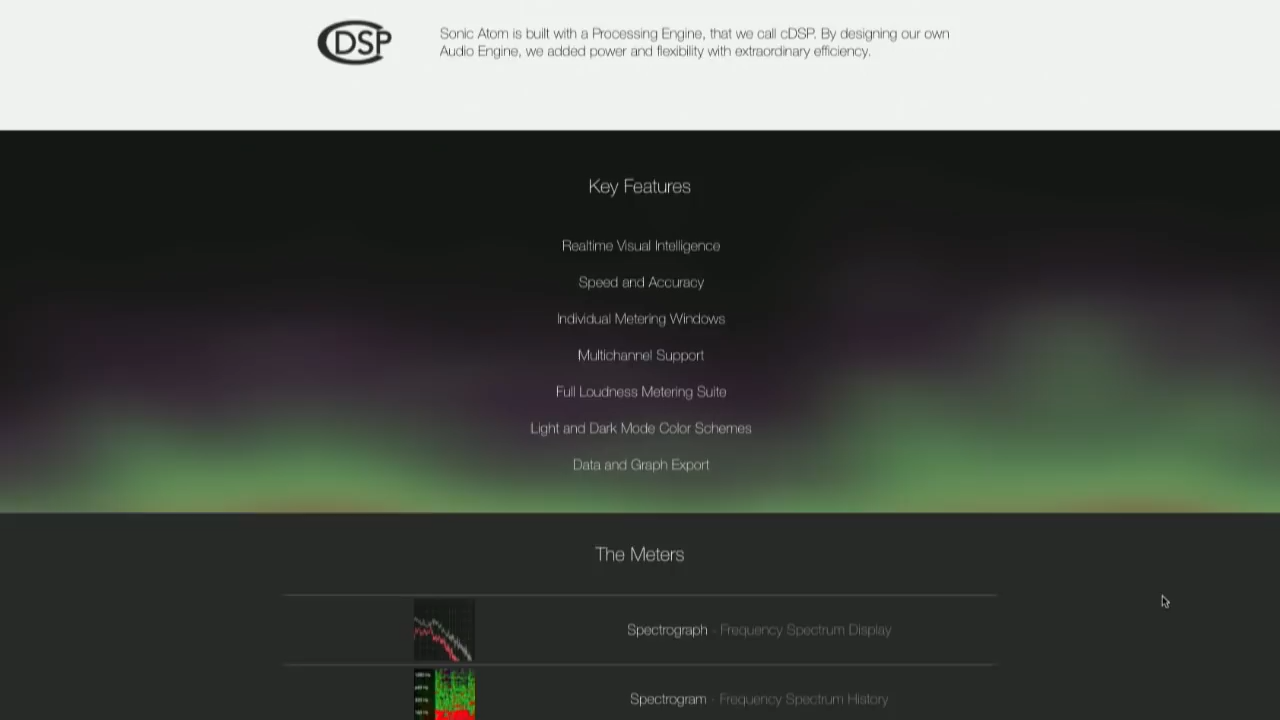 CDSP
Sonic Atom is built with a Processing Engine, that we call cDSP. By designing our own
Audio Engine, we added power and flexibility with extraordinary efficiency.
Key Features
Realtime Visual Intelligence
Speed and Accuracy
Individual Metering Windows
Multichannel Support
Full Loudness Metering Suite
Light and Dark Mode Color Schemes
Data and Graph Export
The Meters
Spectrograph - Frequency Spectrum Display
Spectrogram - Frequency Spectrum History